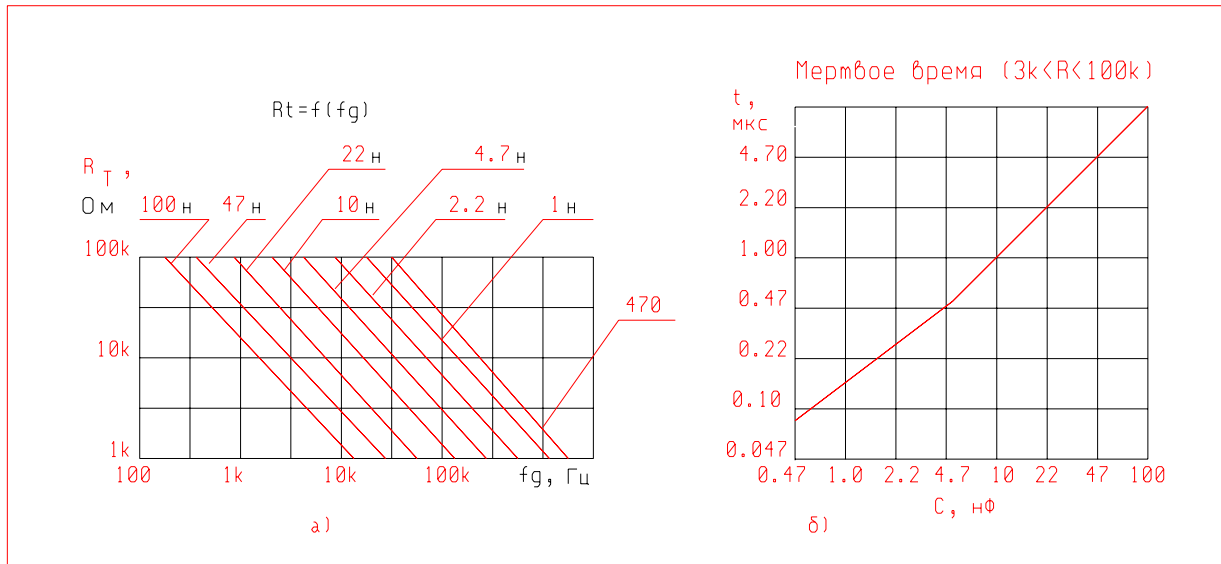 Rt=f(fg)
R T ,
Ом
22 н
4.7 н
100 н
47 н
10 н
2.2 н
1 н
470
100k
10k
1k
100
1k
10k
100k
fg, Гц
а)
Мертвое время (3k<R<100k)
t,
мкс
4.70
2.20
1.00
0.47
0.22
0.10
0.047
0.47 1.0 2.2 4.7 10 22 47 100
C, нФ
б)